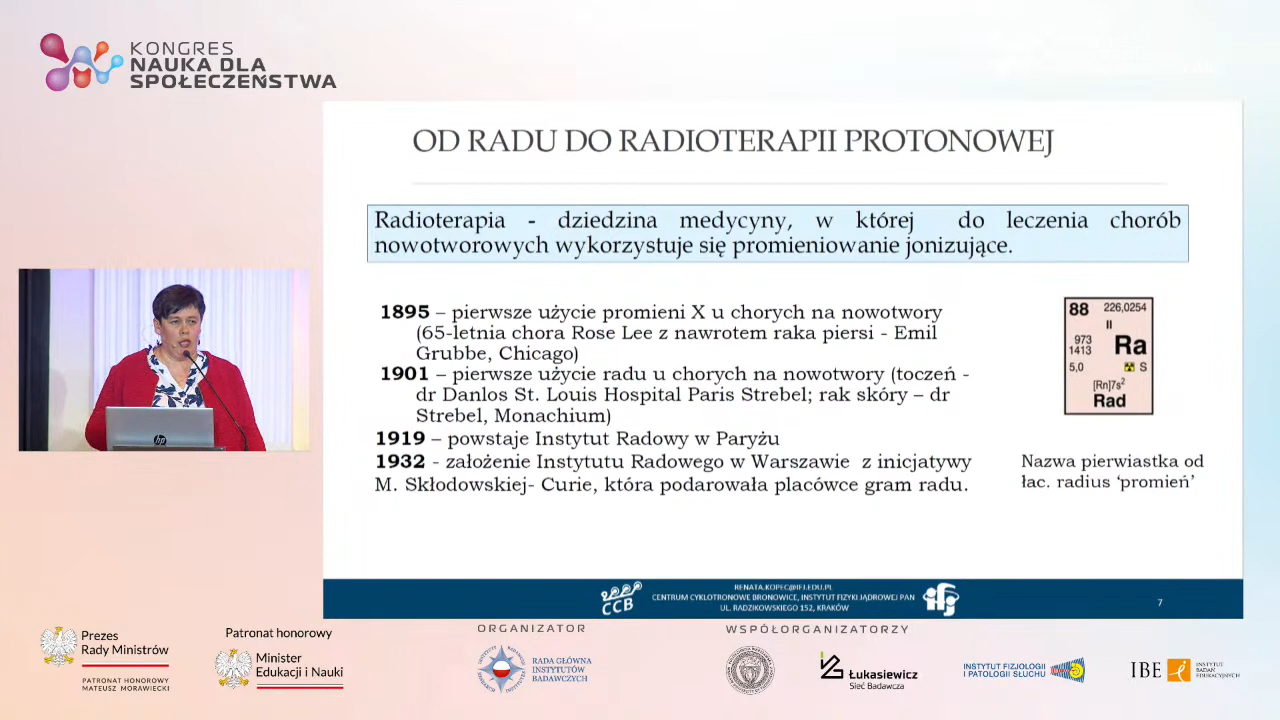 KONGRES
NAUKA DLA
SPOŁECZEŃSTWA
OD RADU DO RADIOTERAPII PROTONOWEJ
Radioterapia - dziedzina medycyny, w której do leczenia chorób
nowotworowych wykorzystuje się promieniowanie jonizujące.
1895 – pierwsze użycie promieni X u chorych na nowotwory
(65-letnia chora Rose Lee z nawrotem raka piersi - Emil
Grubbe, Chicago)
1901 – pierwsze użycie radu u chorych na nowotwory (toczeń -
dr Danlos St. Louis Hospital Paris Strebel; rak skóry – dr
Strebel, Monachium)
1919 – powstaje Instytut Radowy w Paryżu
1932 - założenie Instytutu Radowego w Warszawie z inicjatywy
M. Skłodowskiej- Curie, która podarowała placówce gram radu.
88 226,0254
II
973
1413
Ra
5,0 S
[Rn]7s²
Rad
Nazwa pierwiastka od
łac. radius ‘promień’
hp
CCB
RENATA.KOPEC@IFJ.EDU.PL
CENTRUM CYKLOTRONOWE BRONOWICE, INSTYTUT FIZYKI JĄDROWEJ PAN
UL. RADZIKOWSKIEGO 152, KRAKÓW
ifj
7
Prezes
Rady Ministrów
PATRONAT HONOROWY
MATEUSZ MORAWIECKI
Patronat honorowy
Minister
Edukacji i Nauki
ORGANIZATOR
RADA GŁÓWNA
INSTYTUTÓW
BADAWCZYCH
WSPÓŁORGANIZATORZY
Łukasiewicz
Sieć Badawcza
INSTYTUT FIZJOLOGII
I PATOLOGII SŁUCHU
IBE
INSTYTUT
BADAŃ
EDUKACYJNYCH